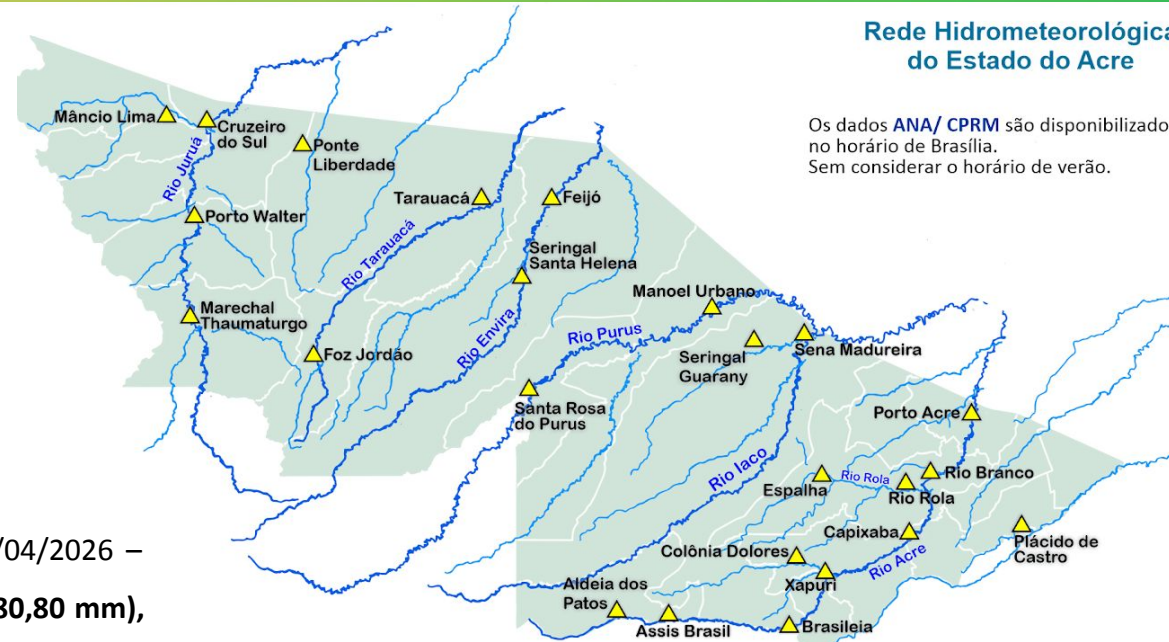 Rede Hidrometeorológica
do Estado do Acre
Os dados ANA/ CPRM são disponibilizado
no horário de Brasília.
Sem considerar o horário de verão.
Mâncio Lima
Cruzeiro
do Sul
Ponte
Liberdade
Rio Juruá
Porto Walter
Tarauacá
Feijó
Rio Tarauacá
Seringal
Santa Helena
Marechal
Thaumaturgo
Foz Jordão
Rio Envira
Manoel Urbano
Rio Purus
Seringal
Guarany
Sena Madureira
Santa Rosa
do Purus
Porto Acre
Rio Iaco
Espalha
Rio Rola
Rio Branco
Rio Rola
Capixaba
Plácido de
Castro
Colônia Dolores
Rio Acre
Xapuri
Aldeia dos
Patos
Assis Brasil
Brasileia
/04/2026 –
80,80 mm),